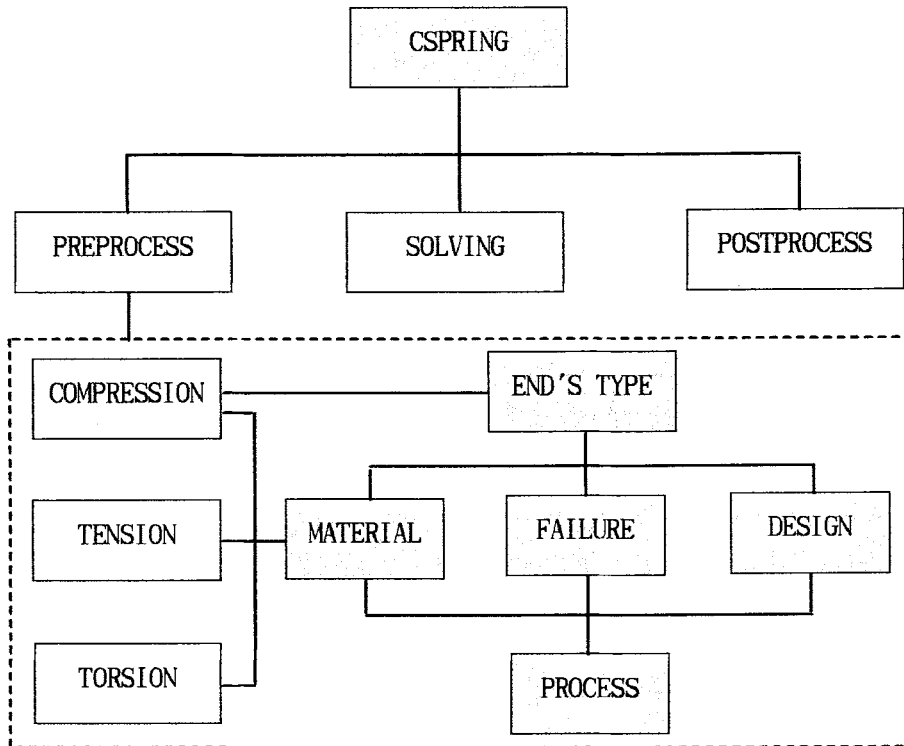 CSPRING
PREPROCESS
SOLVING
POSTPROCESS
COMPRESSION
END'S TYPE
TENSION
MATERIAL
FAILURE
DESIGN
TORSION
PROCESS